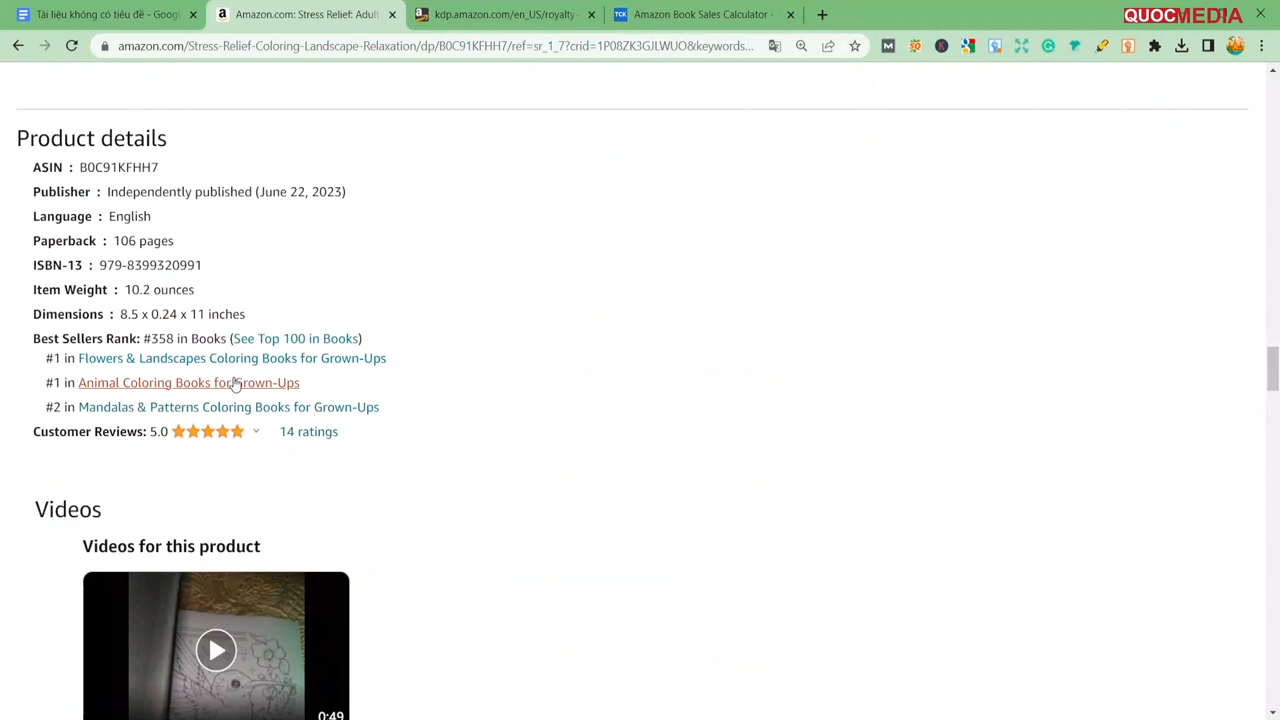 Tài liệu không có tiêu đề - Googl
Amazon.com: Stress Relief: Adult
kdp.amazon.com/en_US/royalty-
TCK Amazon Book Sales Calculator -
QUOCMEDIA
amazon.com/Stress-Relief-Coloring-Landscape-Relaxation/dp/B0C91KFHH7/ref=sr_1_7?crid=1P08ZK3GJLWUO&keywords...
Product details
ASIN : B0C91KFHH7
Publisher : Independently published (June 22, 2023)
Language : English
Paperback : 106 pages
ISBN-13 : 979-8399320991
Item Weight : 10.2 ounces
Dimensions : 8.5 x 0.24 x 11 inches
Best Sellers Rank: #358 in Books (See Top 100 in Books)
#1 in Flowers & Landscapes Coloring Books for Grown-Ups
#1 in Animal Coloring Books for Grown-Ups
#2 in Mandalas & Patterns Coloring Books for Grown-Ups
Customer Reviews: 5.0 14 ratings
Videos
Videos for this product
0:49